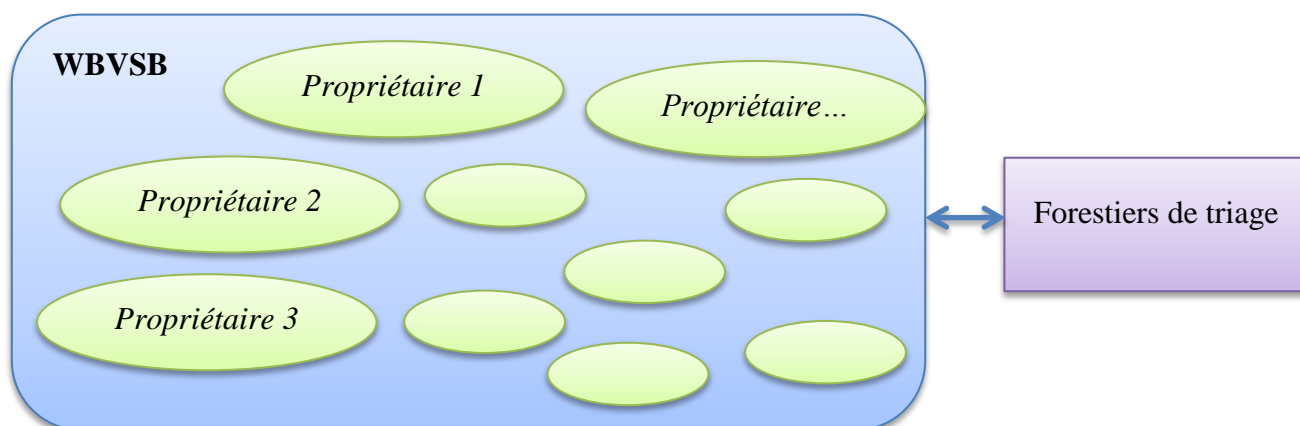 WBVSB
Propriétaire 1
Propriétaire…
Propriétaire 2
Forestiers de triage
Propriétaire 3